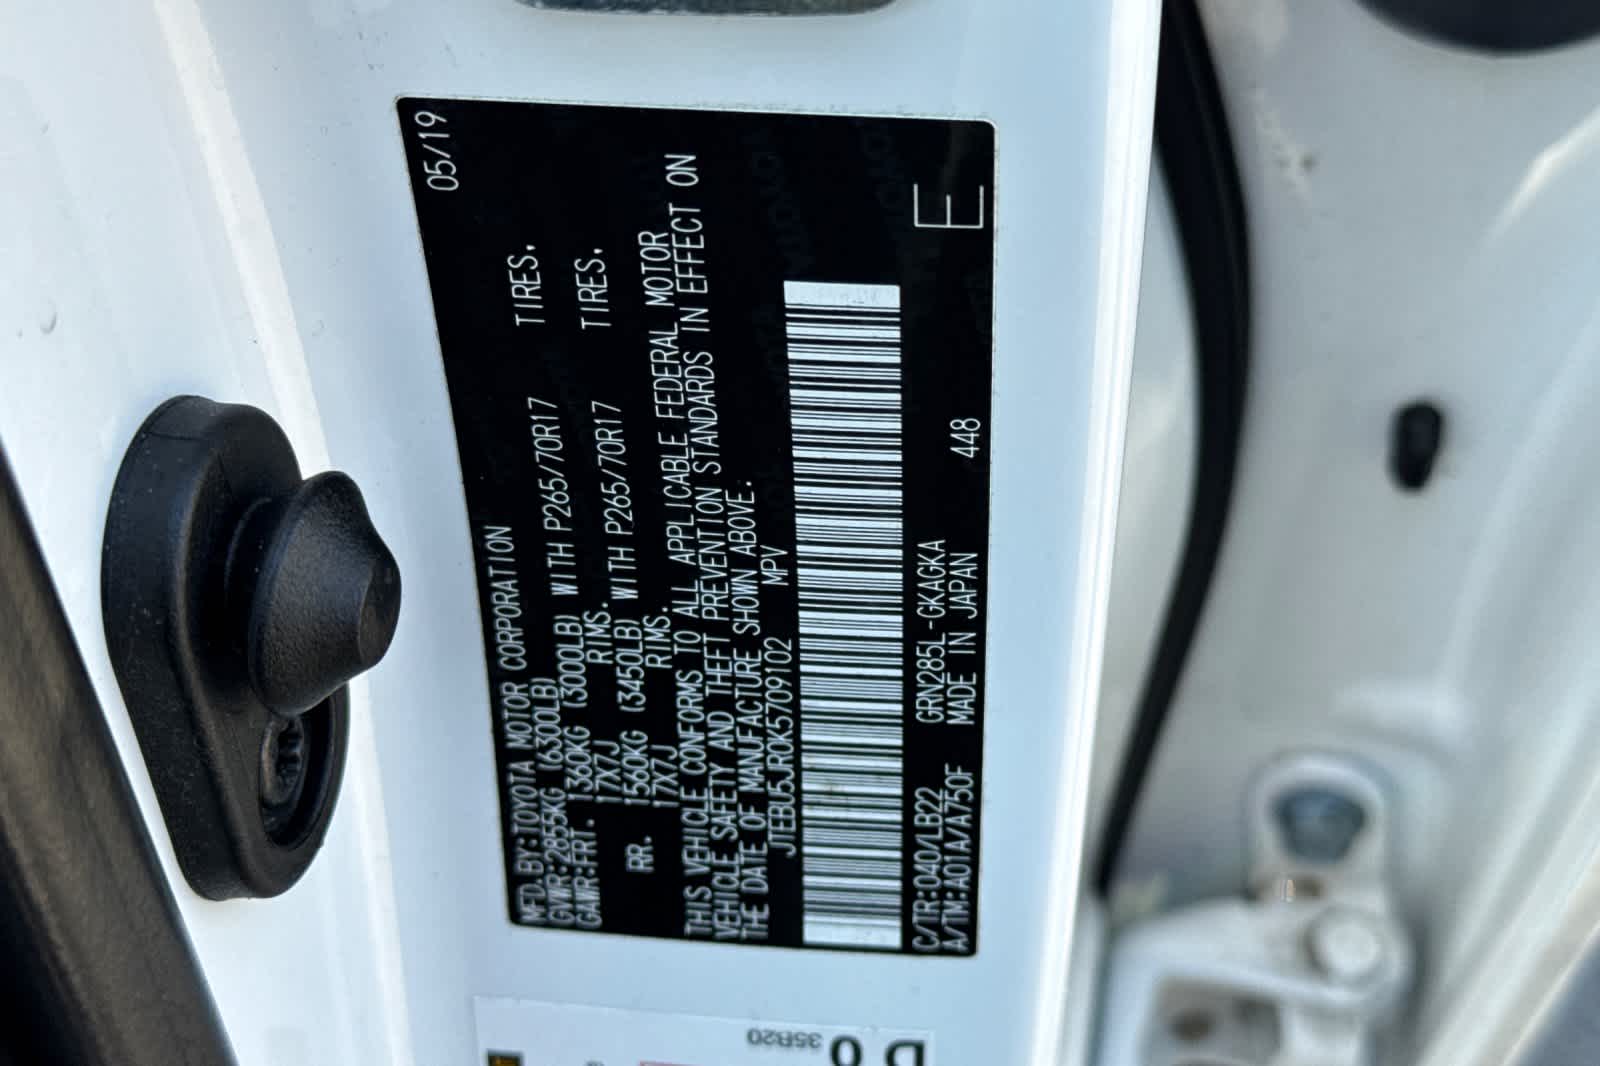 05/19
MFD.BY:TOYOTA MOTOR CORPORATION
GVWR:2855KG (6300LB)
GAWR:FRT. 1360KG (3000LB) WITH P265/70R17 TIRES.
17X7J RIMS.
RR. 1560KG (3450LB) WITH P265/70R17 TIRES.
17X7J RIMS.
THIS VEHICLE CONFORMS TO ALL APPLICABLE FEDERAL MOTOR
VEHICLE SAFETY AND THEFT PREVENTION STANDARDS IN EFFECT ON
THE DATE OF MANUFACTURE SHOWN ABOVE.
JTEBU5JR0K5709102 MPV
C/TR:040/LB22 GRN285L-GKAGKA E
A/TM:A01A/A750F MADE IN JAPAN 448
35B20